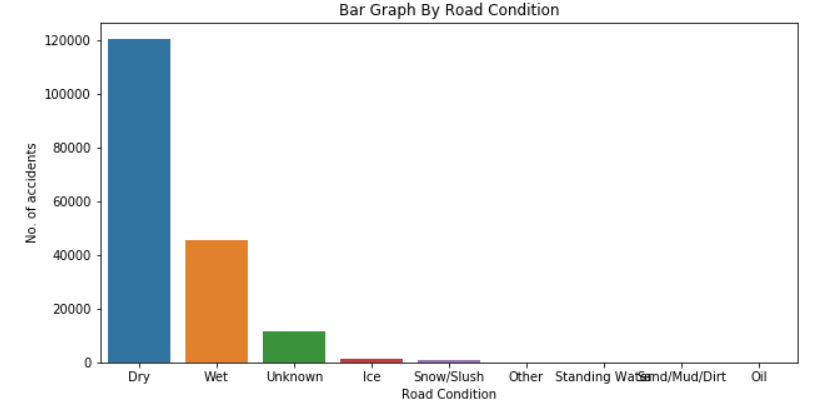 Bar Graph By Road Condition
No. of accidents
120000
100000
80000
60000
40000
20000
0
Dry Wet Unknown Ice Snow/Slush Other Standing Water Sand/Mud/Dirt Oil
Road Condition